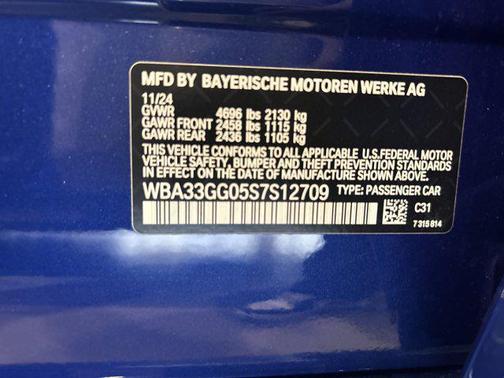 MFD BY BAYERISCHE MOTOREN WERKE AG
11/24
GVWR 4696 lbs 2130 kg
GAWR FRONT 2458 lbs 1115 kg
GAWR REAR 2436 lbs 1105 kg
THIS VEHICLE CONFORMS TO ALL APPLICABLE U.S.FEDERAL MOTOR
VEHICLE SAFETY, BUMPER, AND THEFT PREVENTION STANDARDS
IN EFFECT ON THE DATE OF MANUFACTURE SHOWN ABOVE.
WBA33GG05S7S12709 TYPE: PASSENGER CAR
C31
7315814